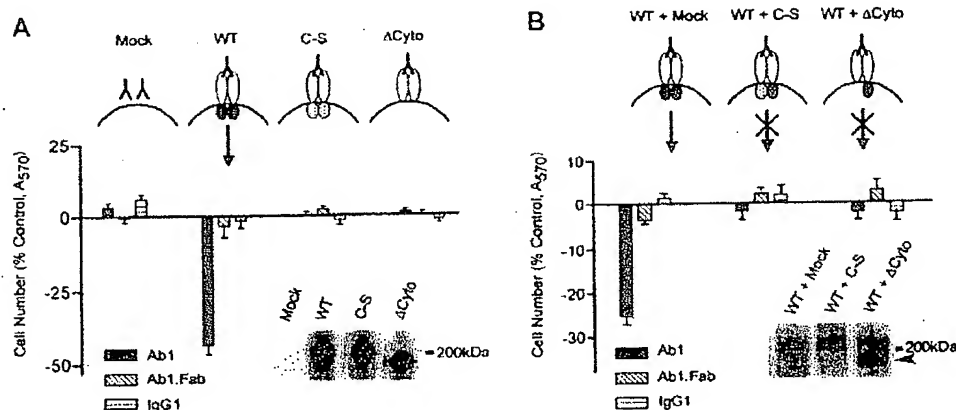 A
Mock WT C-S ΔCyto
25
0
-25
-50
Cell Number (% Control, A570)
Mock WT C-S ΔCyto
= 200kDa
Ab1
Ab1.Fab
IgG1
B
WT + Mock WT + C-S WT + ΔCyto
10
0
-10
-20
-30
Cell Number (% Control, A570)
WT + Mock WT + C-S WT + ΔCyto
= 200kDa
Ab1
Ab1.Fab
IgG1